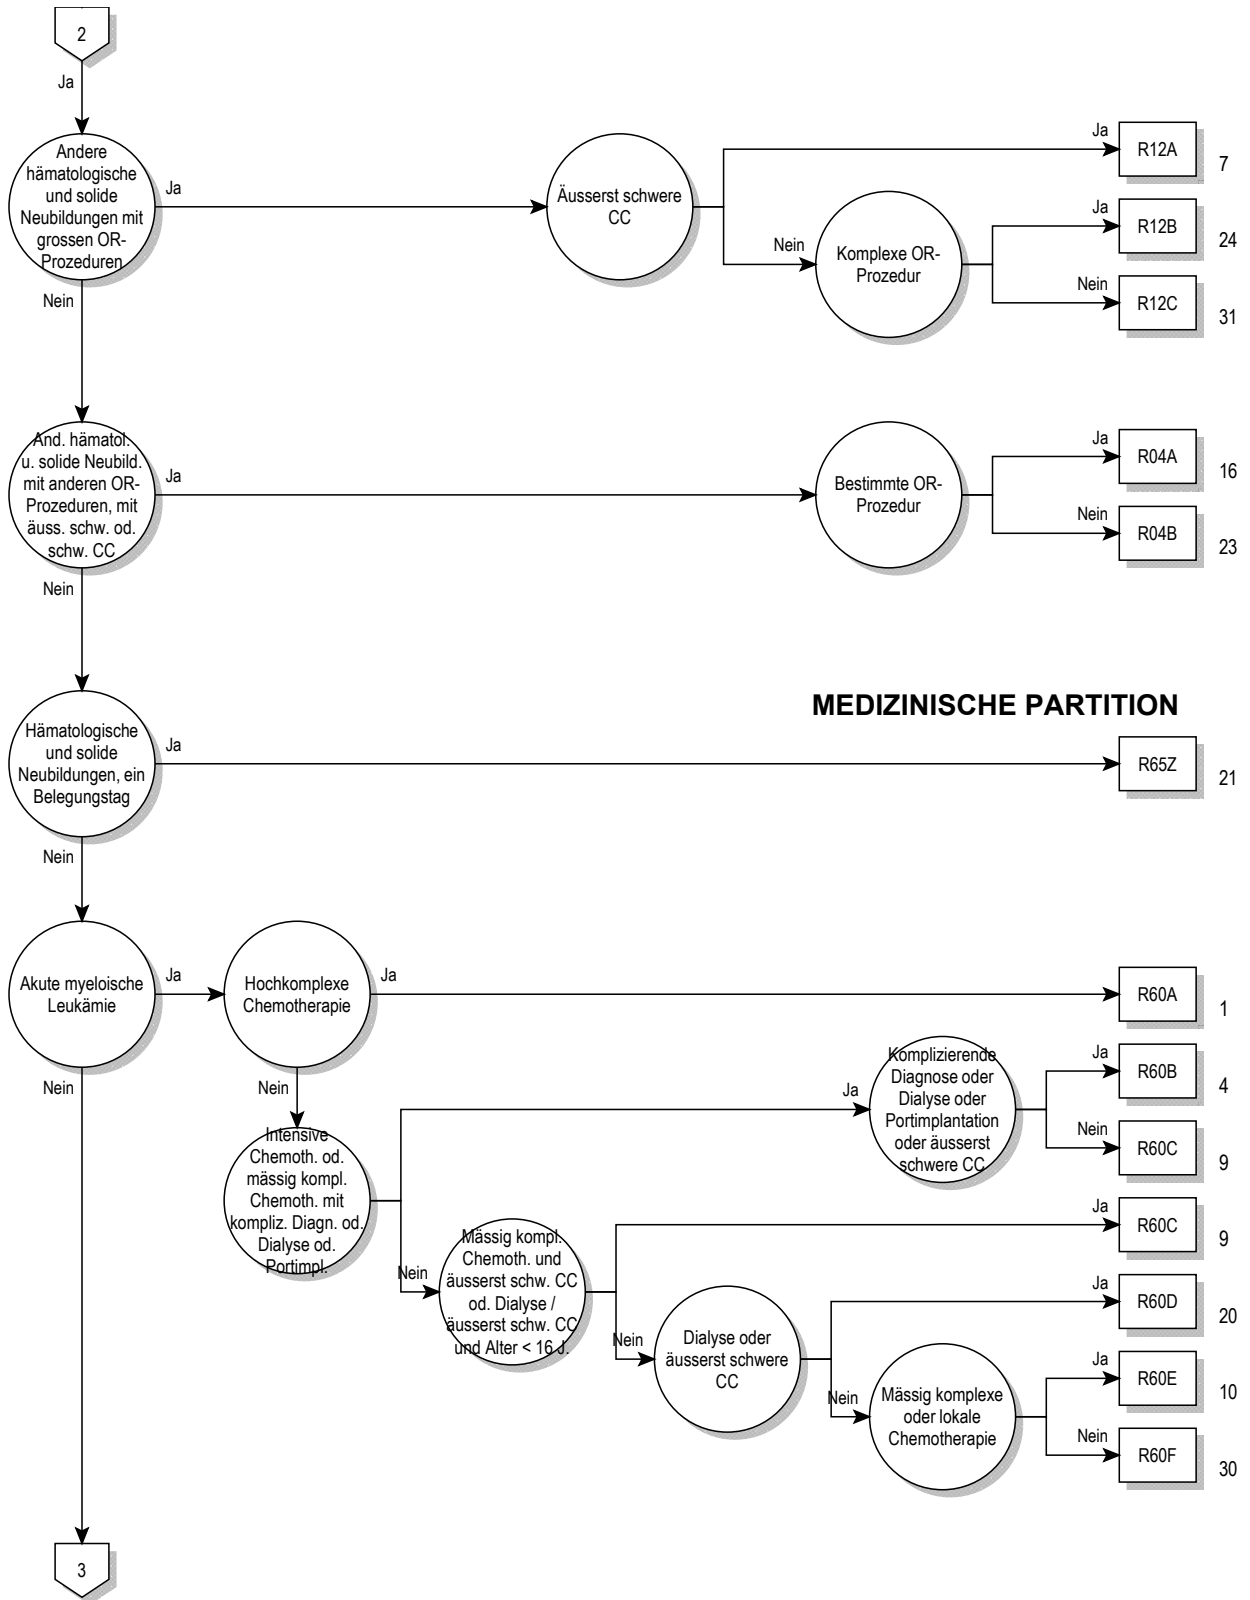 2
Ja
Andere
hämatologische
und solide
Neubildungen mit
grossen OR-
Prozeduren
Ja
Nein
Äusserst schwere
CC
Ja
R12A
7
Nein
Komplexe OR-
Prozedur
Ja
R12B
24
Nein
R12C
31
And. hämatol.
u. solide Neubild.
mit anderen OR-
Prozeduren, mit
äuss. schw. od.
schw. CC
Ja
Nein
Bestimmte OR-
Prozedur
Ja
R04A
16
Nein
R04B
23
MEDIZINISCHE PARTITION
Hämatologische
und solide
Neubildungen, ein
Belegungstag
Ja
R65Z
21
Nein
Akute myeloische
Leukämie
Ja
Nein
Hochkomplexe
Chemotherapie
Ja
R60A
1
Nein
Intensive
Chemoth. od.
mässig kompl.
Chemoth. mit
kompliz. Diagn. od.
Dialyse od.
Portimpl.
Ja
Komplizierende
Diagnose oder
Dialyse oder
Portimplantation
oder äusserst
schwere CC
Ja
R60B
4
Nein
R60C
9
Nein
Mässig kompl.
Chemoth. und
äusserst schw. CC
od. Dialyse /
äusserst schw. CC
und Alter < 16 J.
Ja
R60C
9
Nein
Dialyse oder
äusserst schwere
CC
Ja
R60D
20
Nein
Mässig komplexe
oder lokale
Chemotherapie
Ja
R60E
10
Nein
R60F
30
3